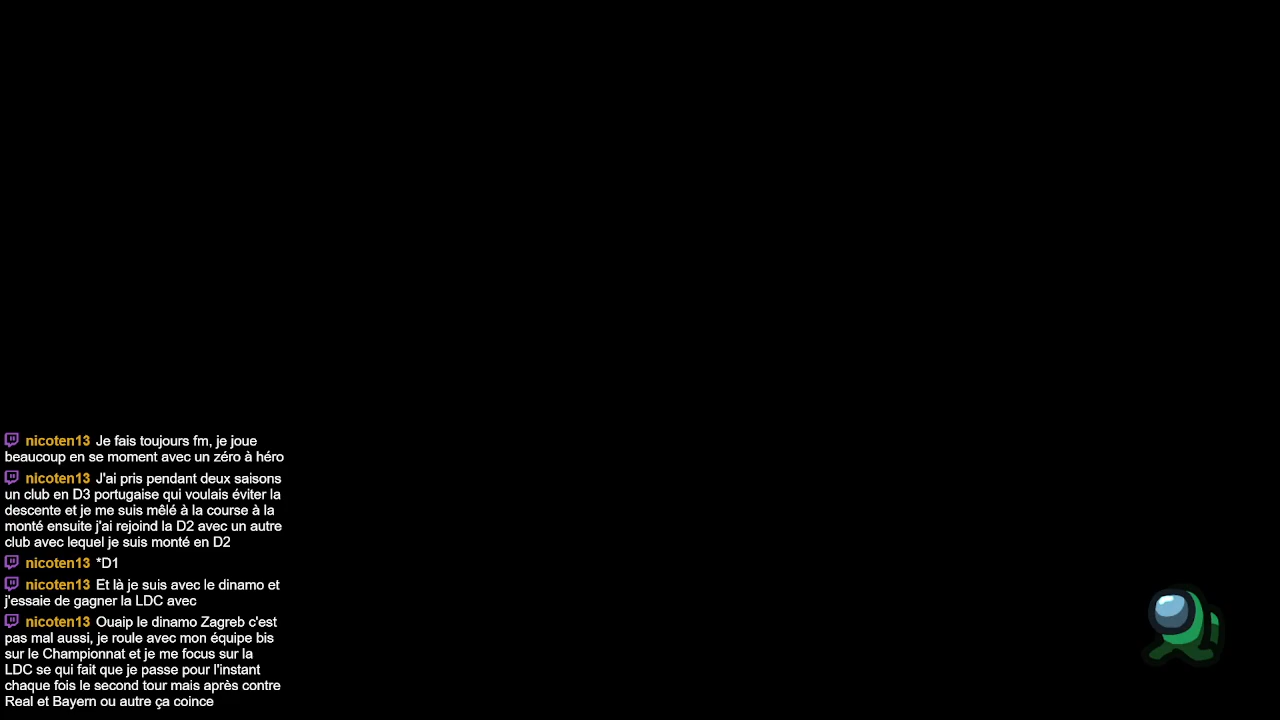 nicoten13 Je fais toujours fm, je joue
beaucoup en se moment avec un zéro à héro
nicoten13 J'ai pris pendant deux saisons
un club en D3 portugaise qui voulais éviter la
descente et je me suis mêlé à la course à la
monté ensuite j'ai rejoind la D2 avec un autre
club avec lequel je suis monté en D2
nicoten13 *D1
nicoten13 Et là je suis avec le dinamo et
j'essaie de gagner la LDC avec
nicoten13 Ouaip le dinamo Zagreb c'est
pas mal aussi, je roule avec mon équipe bis
sur le Championnat et je me focus sur la
LDC se qui fait que je passe pour l'instant
chaque fois le second tour mais après contre
Real et Bayern ou autre ça coince